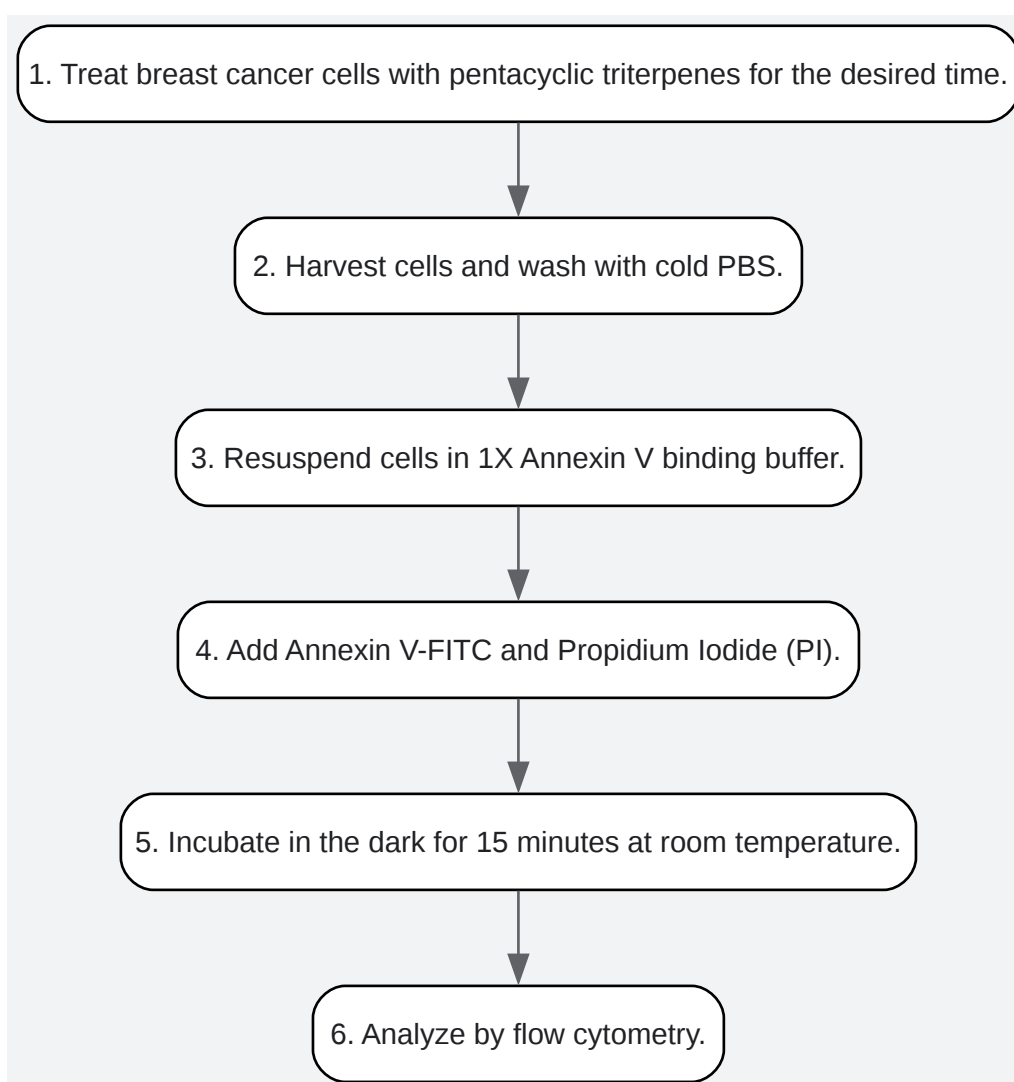 1. Treat breast cancer cells with pentacyclic triterpenes for the desired time.
2. Harvest cells and wash with cold PBS.
3. Resuspend cells in 1X Annexin V binding buffer.
4. Add Annexin V-FITC and Propidium Iodide (PI).
5. Incubate in the dark for 15 minutes at room temperature.
6. Analyze by flow cytometry.